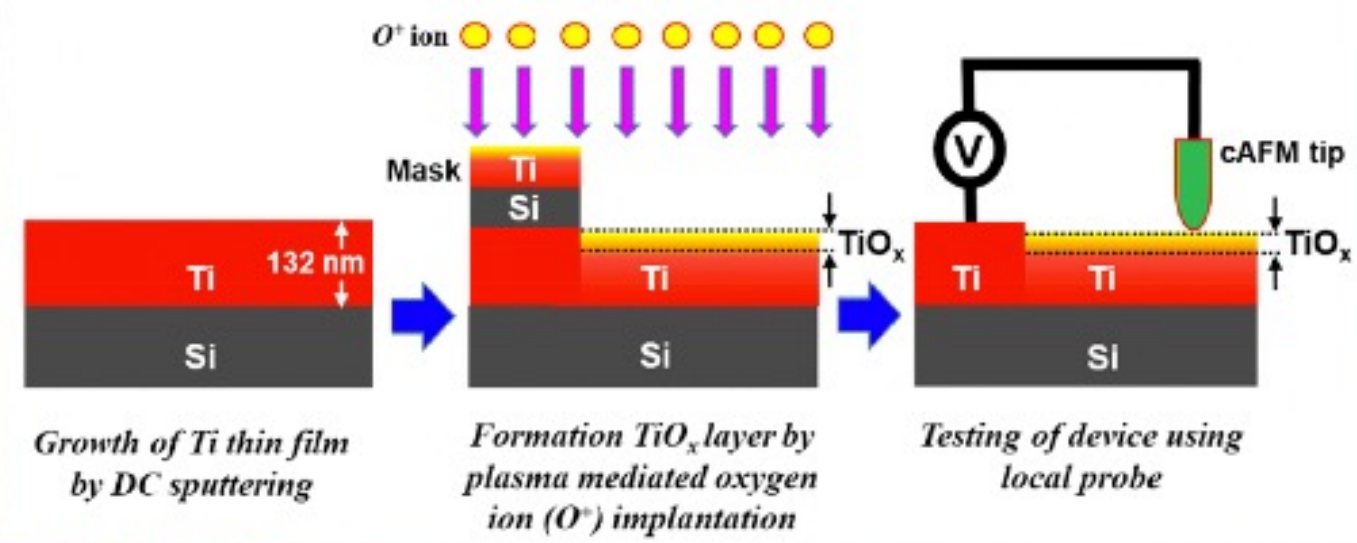 O⁺ ion
Mask
Ti
Si
TiOₓ
132 nm
Ti
Si
Ti
Si
V
cAFM tip
TiOₓ
Ti
Ti
Si
Growth of Ti thin film
by DC sputtering
Formation TiOₓ layer by
plasma mediated oxygen
ion (O⁺) implantation
Testing of device using
local probe